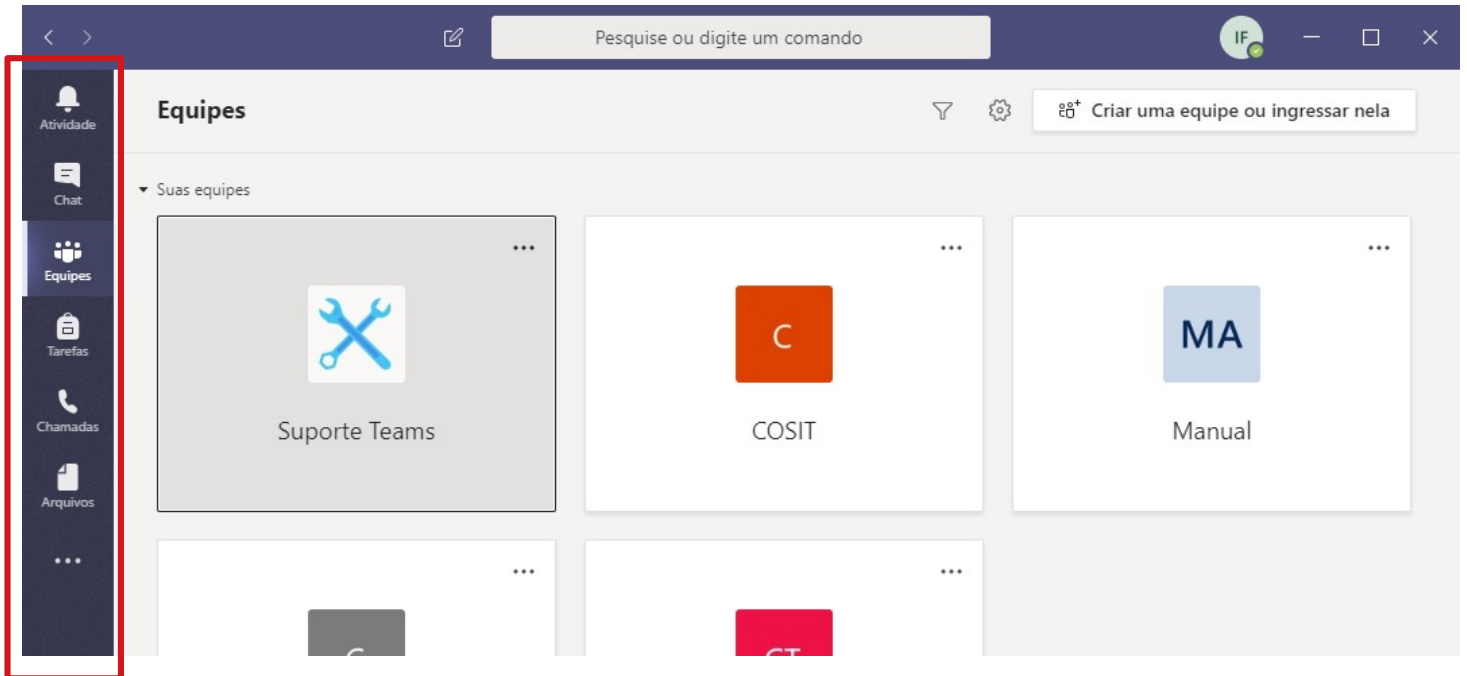 Pesquise ou digite um comando
IF
Atividade
Equipes
Criar uma equipe ou ingressar nela
Chat
Suas equipes
Equipes
Tarefas
Chamadas
Arquivos
Suporte Teams
C
COSIT
MA
Manual